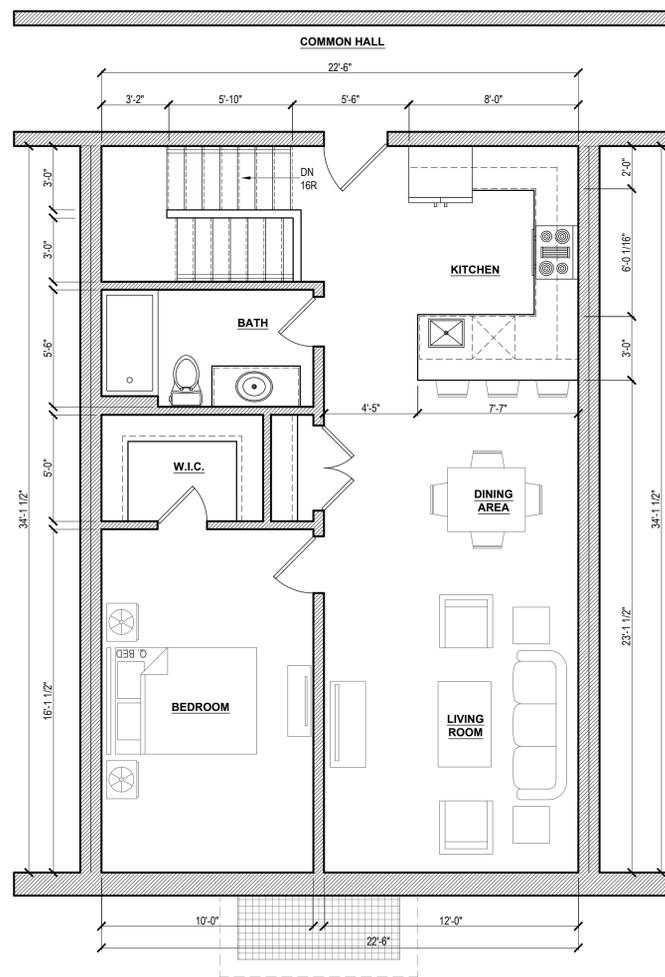 COMMON HALL
22'-6"
3'-2"
5'-10"
5'-6"
8'-0"
DN
16R
3'-0"
3'-0"
2'-0"
6'-0 1/16"
3'-0"
KITCHEN
BATH
5'-6"
4'-5"
7'-7"
W.I.C.
5'-0"
DINING
AREA
34'-1 1/2"
34'-1 1/2"
23'-1 1/2"
Q. BED
BEDROOM
16'-1 1/2"
LIVING
ROOM
10'-0"
12'-0"
22'-6"